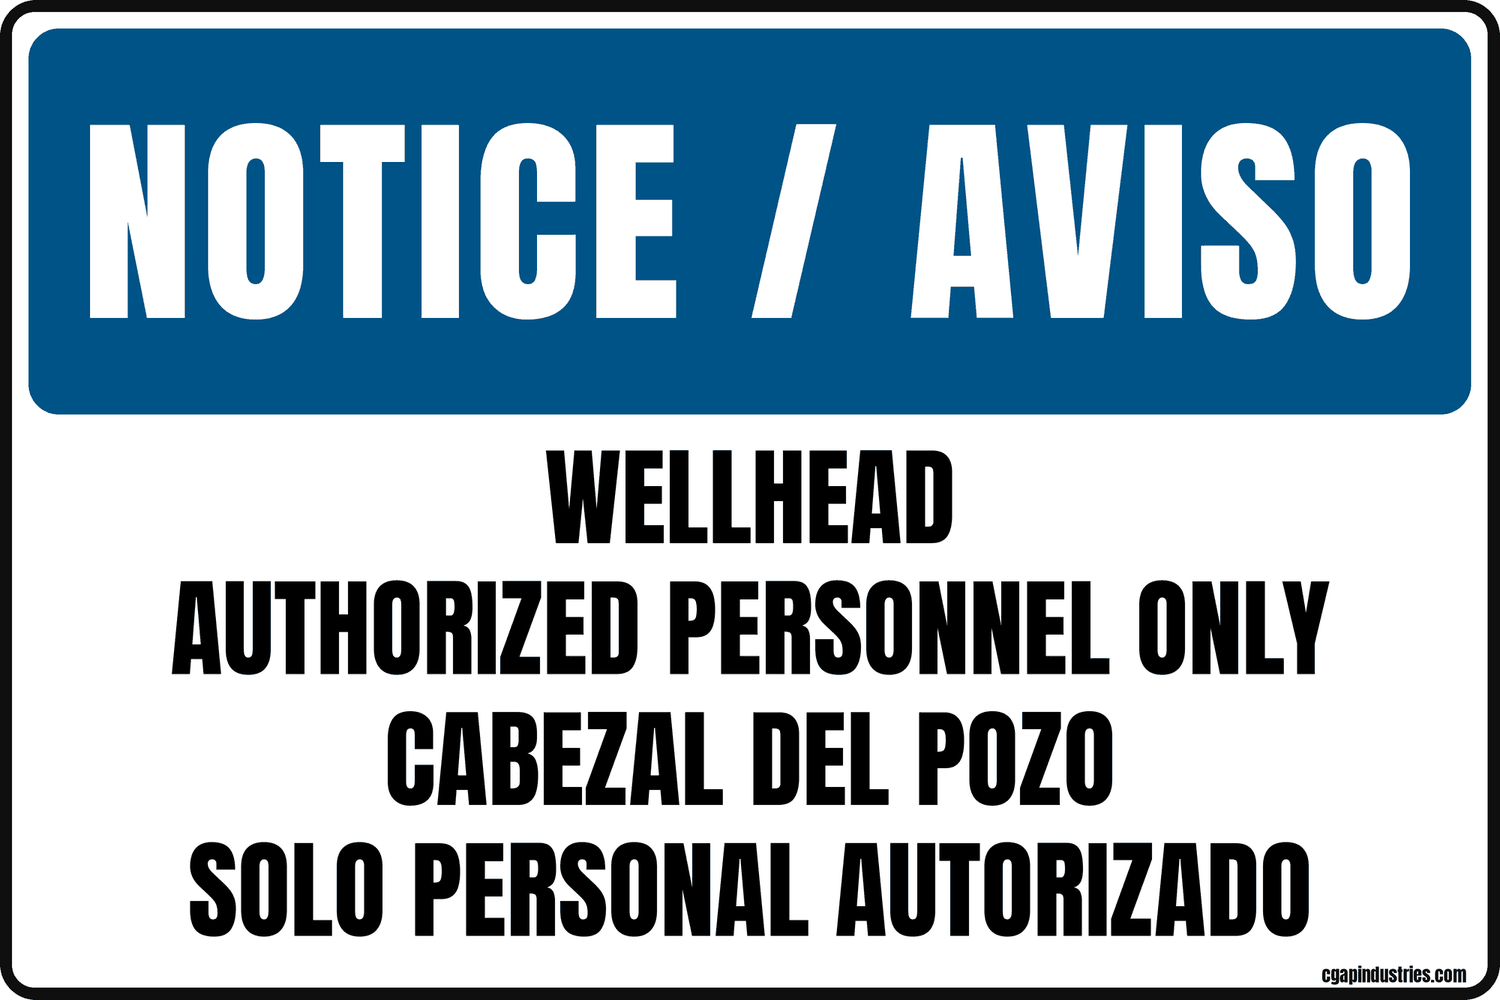 NOTICE / AVISO
WELLHEAD
AUTHORIZED PERSONNEL ONLY
CABEZAL DEL POZO
SOLO PERSONAL AUTORIZADO
cgapindustries.com